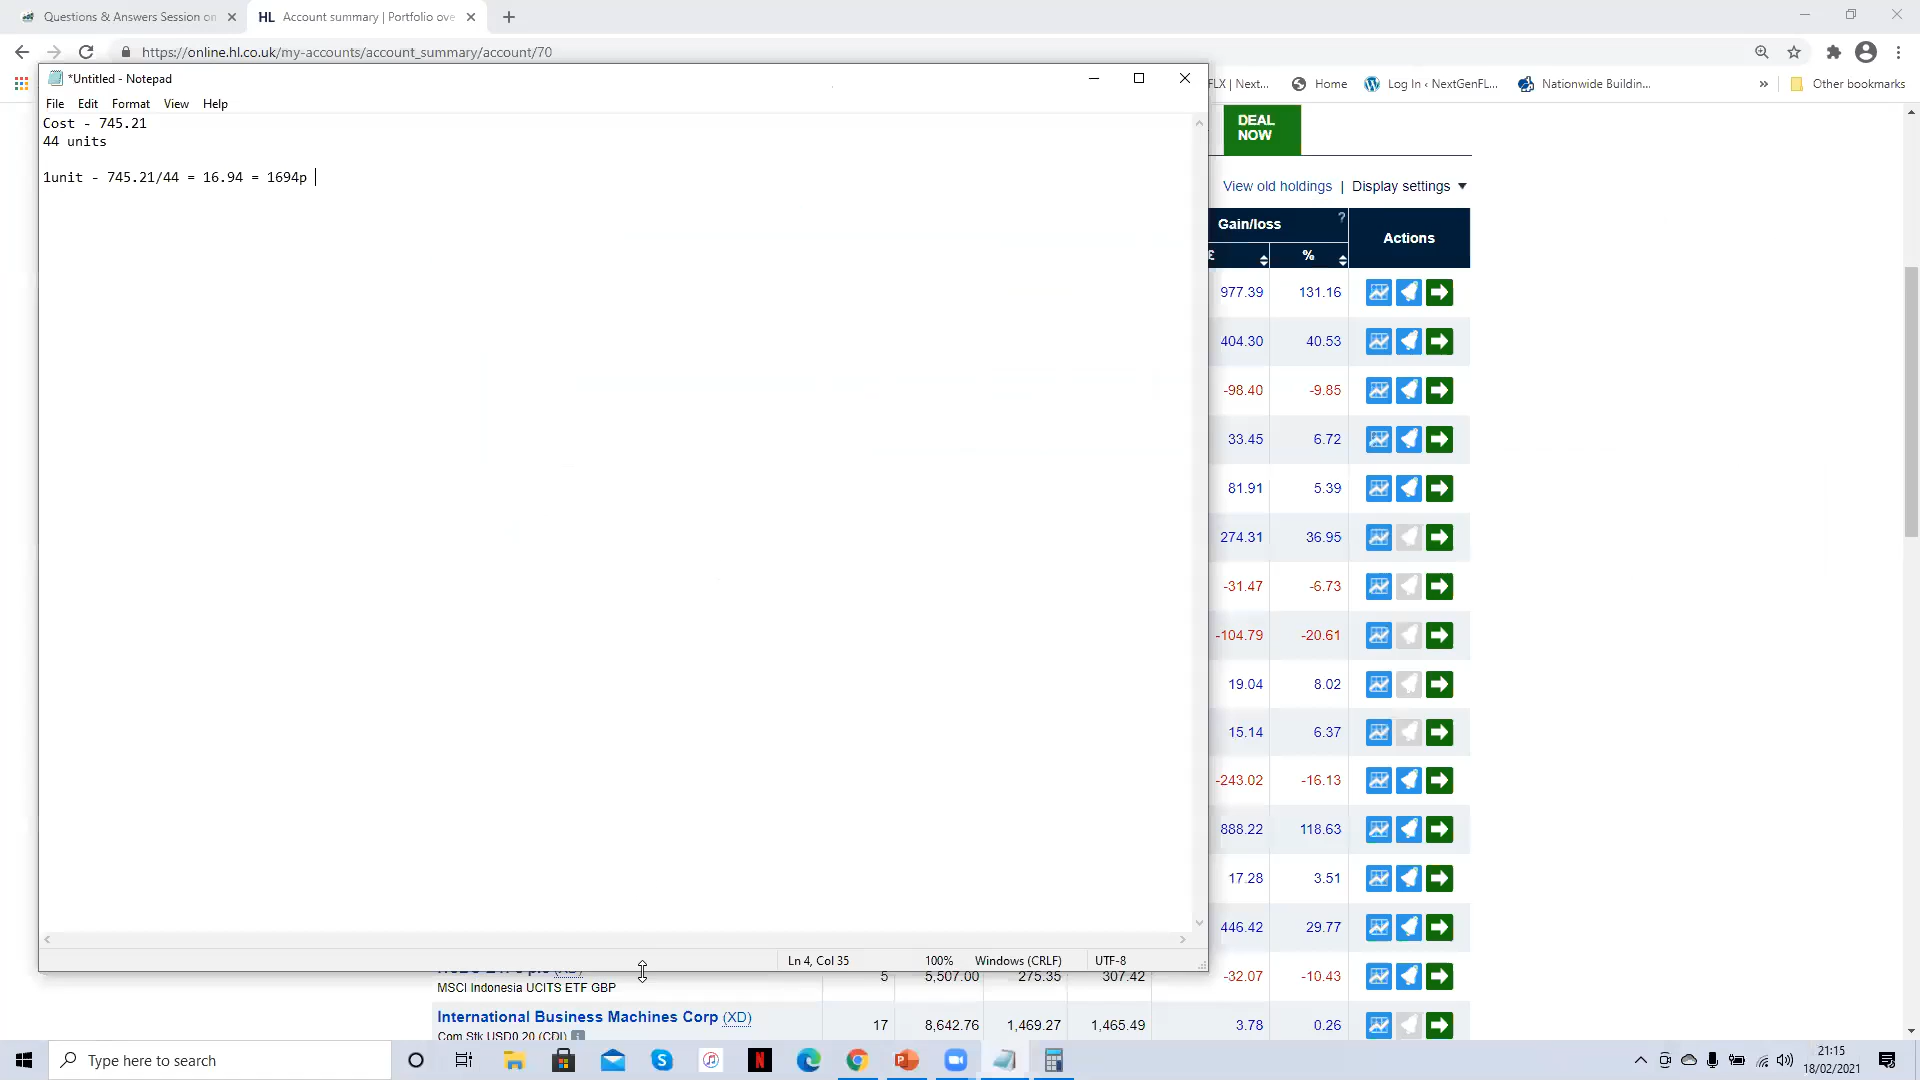 Questions & Answers Session on
HL Account summary | Portfolio ove
https://online.hl.co.uk/my-accounts/account_summary/account/70
*Untitled - Notepad
FLX | Next...
Home
Log In ‹ NextGenFL...
Nationwide Buildin...
»
Other bookmarks
File Edit Format View Help
Cost - 745.21
44 units
1unit - 745.21/44 = 16.94 = 1694p
DEAL
NOW
View old holdings | Display settings
Gain/loss ?
Actions
£ %
977.39 131.16
404.30 40.53
-98.40 -9.85
33.45 6.72
81.91 5.39
274.31 36.95
-31.47 -6.73
-104.79 -20.61
19.04 8.02
15.14 6.37
-243.02 -16.13
888.22 118.63
17.28 3.51
446.42 29.77
Ln 4, Col 35 100% Windows (CRLF) UTF-8
5 5,507.00 275.35 307.42 -32.07 -10.43
MSCI Indonesia UCITS ETF GBP
International Business Machines Corp (XD)
17 8,642.76 1,469.27 1,465.49 3.78 0.26
Com Stk USD0.20 (CDI) i
Type here to search
21:15
18/02/2021